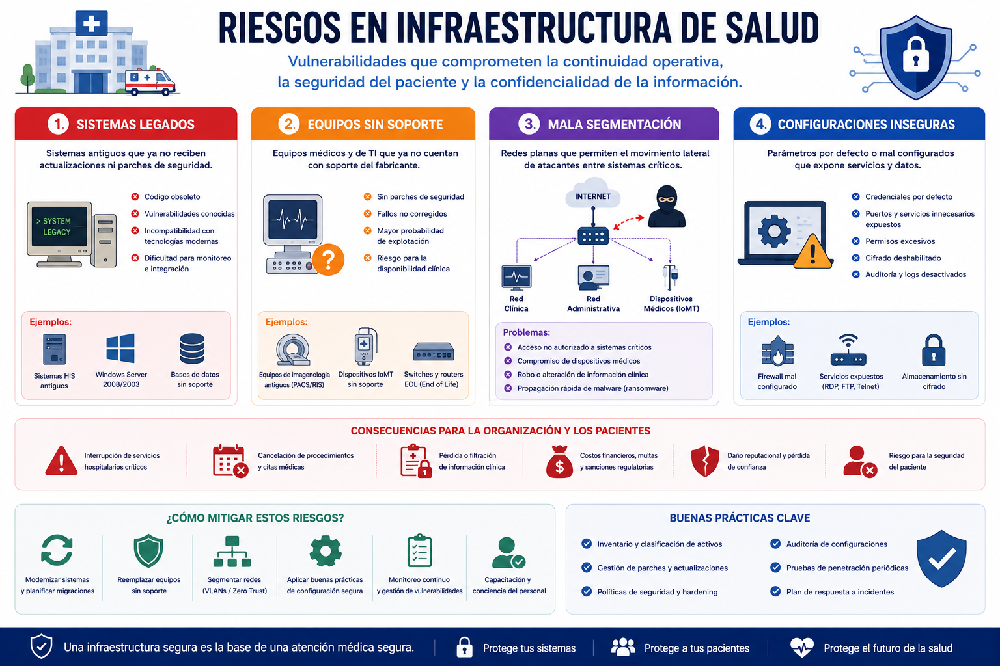 RIESGOS EN INFRAESTRUCTURA DE SALUD
Vulnerabilidades que comprometen la continuidad operativa,
la seguridad del paciente y la confidencialidad de la información.
1. SISTEMAS LEGADOS
Sistemas antiguos que ya no reciben
actualizaciones ni parches de seguridad.
> SYSTEM
LEGACY
Código obsoleto
Vulnerabilidades conocidas
Incompatibilidad con
tecnologías modernas
Dificultad para monitoreo
e integración
Ejemplos:
Sistemas HIS
antiguos
Windows Server
2008/2003
Bases de datos
sin soporte
2. EQUIPOS SIN SOPORTE
Equipos médicos y de TI que ya no cuentan
con soporte del fabricante.
?
Sin parches de seguridad
Fallos no corregidos
Mayor probabilidad
de explotación
Riesgo para la
disponibilidad clínica
Ejemplos:
Equipos de imagenologia
antiguos (PACS/RIS)
Dispositivos IoMT
sin soporte
Switches y routers
EOL (End of Life)
3. MALA SEGMENTACIÓN
Redes planas que permiten el movimiento lateral
de atacantes entre sistemas críticos.
INTERNET
Red
Clínica
Red
Administrativa
Dispositivos
Médicos (IoMT)
Problemas:
Acceso no autorizado a sistemas críticos
Compromiso de dispositivos médicos
Robo o alteración de información clínica
Propagación rápida de malware (ransomware)
4. CONFIGURACIONES INSEGURAS
Parámetros por defecto o mal configurados
que expone servicios y datos.
!
Credenciales por defecto
Puertos y servicios innecesarios
expuestos
Permisos excesivos
Cifrado deshabilitado
Auditoría y logs desactivados
Ejemplos:
Firewall mal
configurado
Servicios expuestos
(RDP, FTP, Telnet)
Almacenamiento sin
cifrado
CONSECUENCIAS PARA LA ORGANIZACIÓN Y LOS PACIENTES
!
Interrupción de servicios
hospitalarios críticos
Cancelación de procedimientos
y citas médicas
Pérdida o filtración
de información clínica
$
Costos financieros, multas
y sanciones regulatorias
Daño reputacional y pérdida
de confianza
Riesgo para la seguridad
del paciente
¿CÓMO MITIGAR ESTOS RIESGOS?
Modernizar sistemas
y planificar migraciones
Reemplazar equipos
sin soporte
Segmentar redes
(VLANs / Zero Trust)
Aplicar buenas prácticas
de configuración segura
Monitoreo continuo
y gestión de vulnerabilidades
Capacitación y
conciencia del personal
BUENAS PRÁCTICAS CLAVE
Inventario y clasificación de activos
Gestión de parches y actualizaciones
Políticas de seguridad y hardening
Auditoría de configuraciones
Pruebas de penetración periódicas
Plan de respuesta a incidentes
Una infraestructura segura es la base de una atención médica segura.
Protege tus sistemas
Protege a tus pacientes
Protege el futuro de la salud